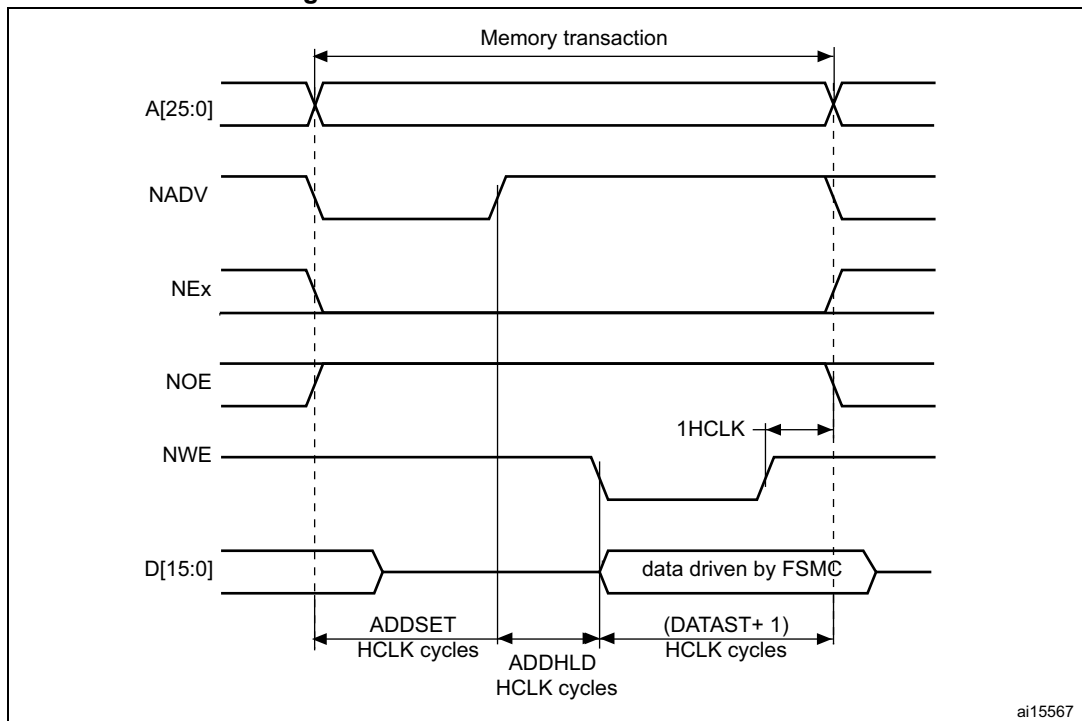 Memory transaction
A[25:0]
NADV
NEx
NOE
1HCLK
NWE
D[15:0]
data driven by FSMC
ADDSET
HCLK cycles
ADDHLD
HCLK cycles
(DATAST+ 1)
HCLK cycles
ai15567